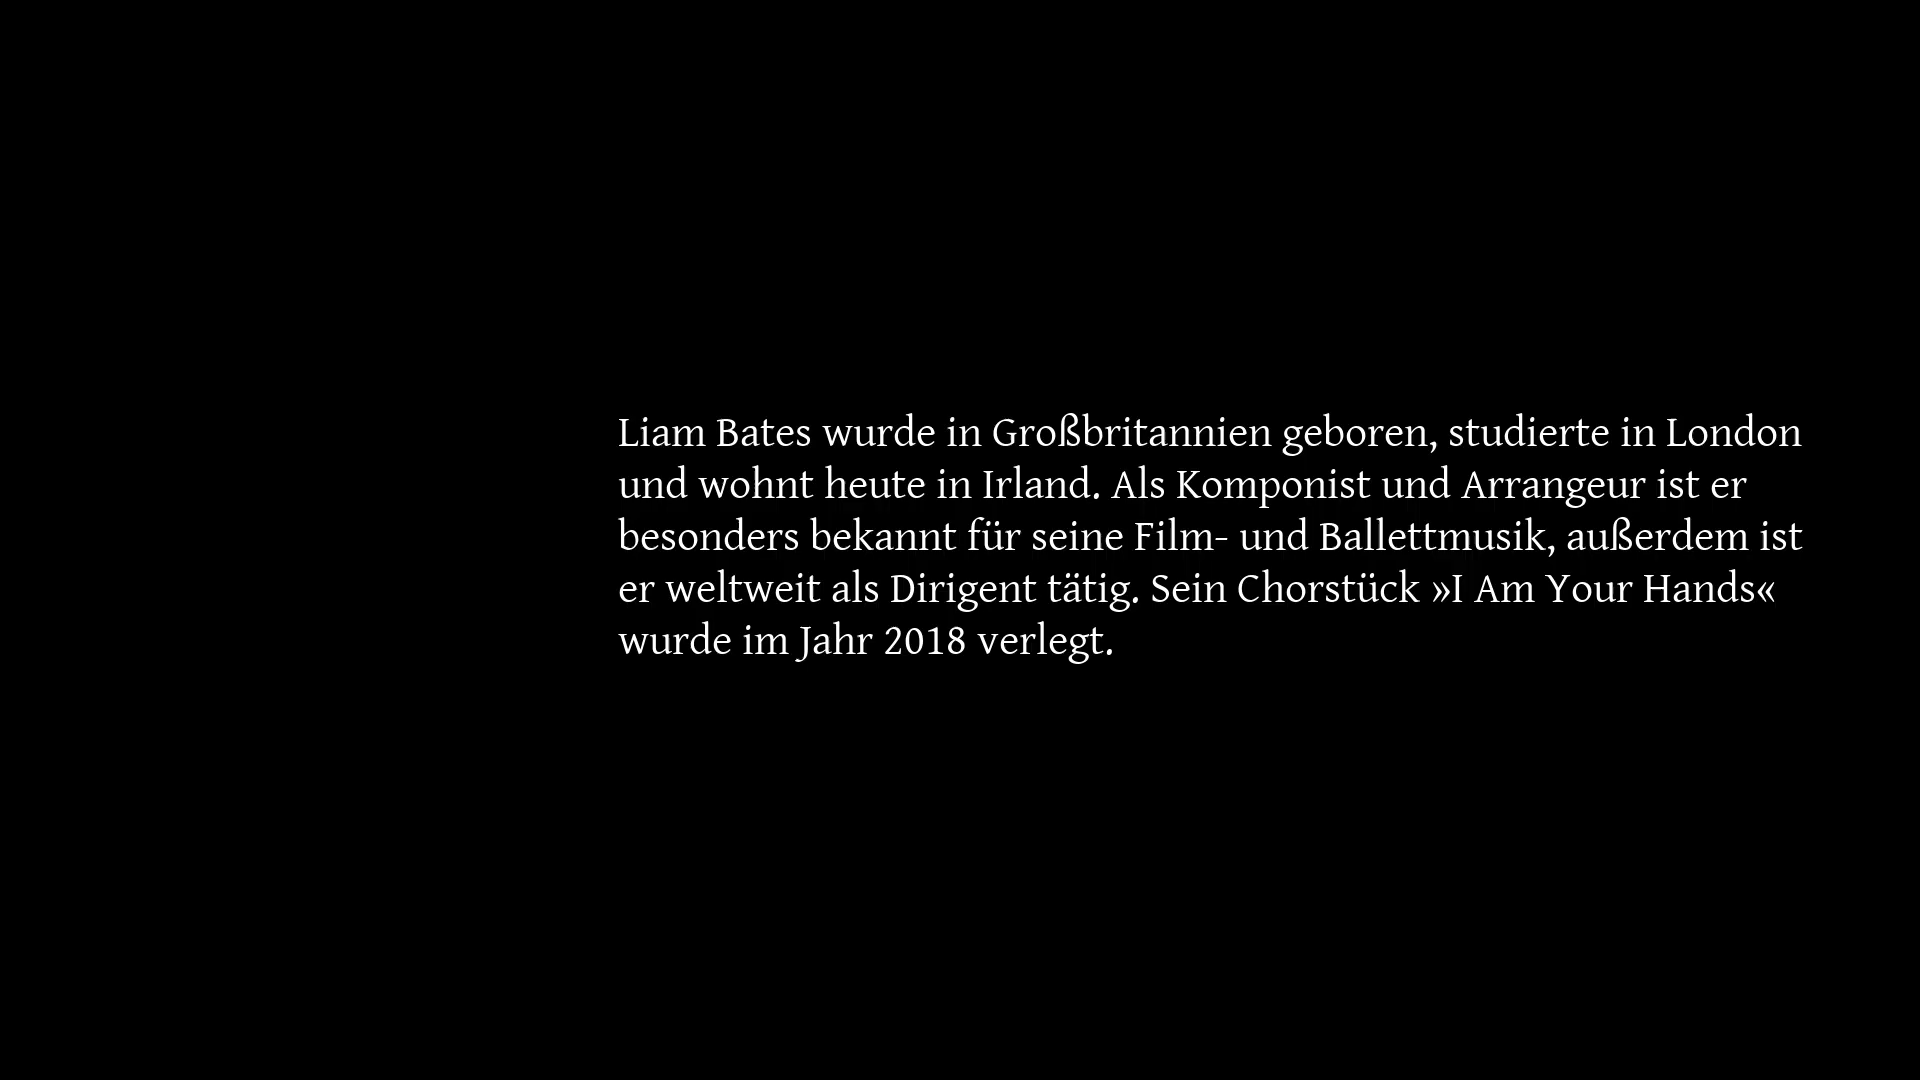 Liam Bates wurde in Großbritannien geboren, studierte in London
und wohnt heute in Irland. Als Komponist und Arrangeur ist er
besonders bekannt für seine Film- und Ballettmusik, außerdem ist
er weltweit als Dirigent tätig. Sein Chorstück »I Am Your Hands«
wurde im Jahr 2018 verlegt.